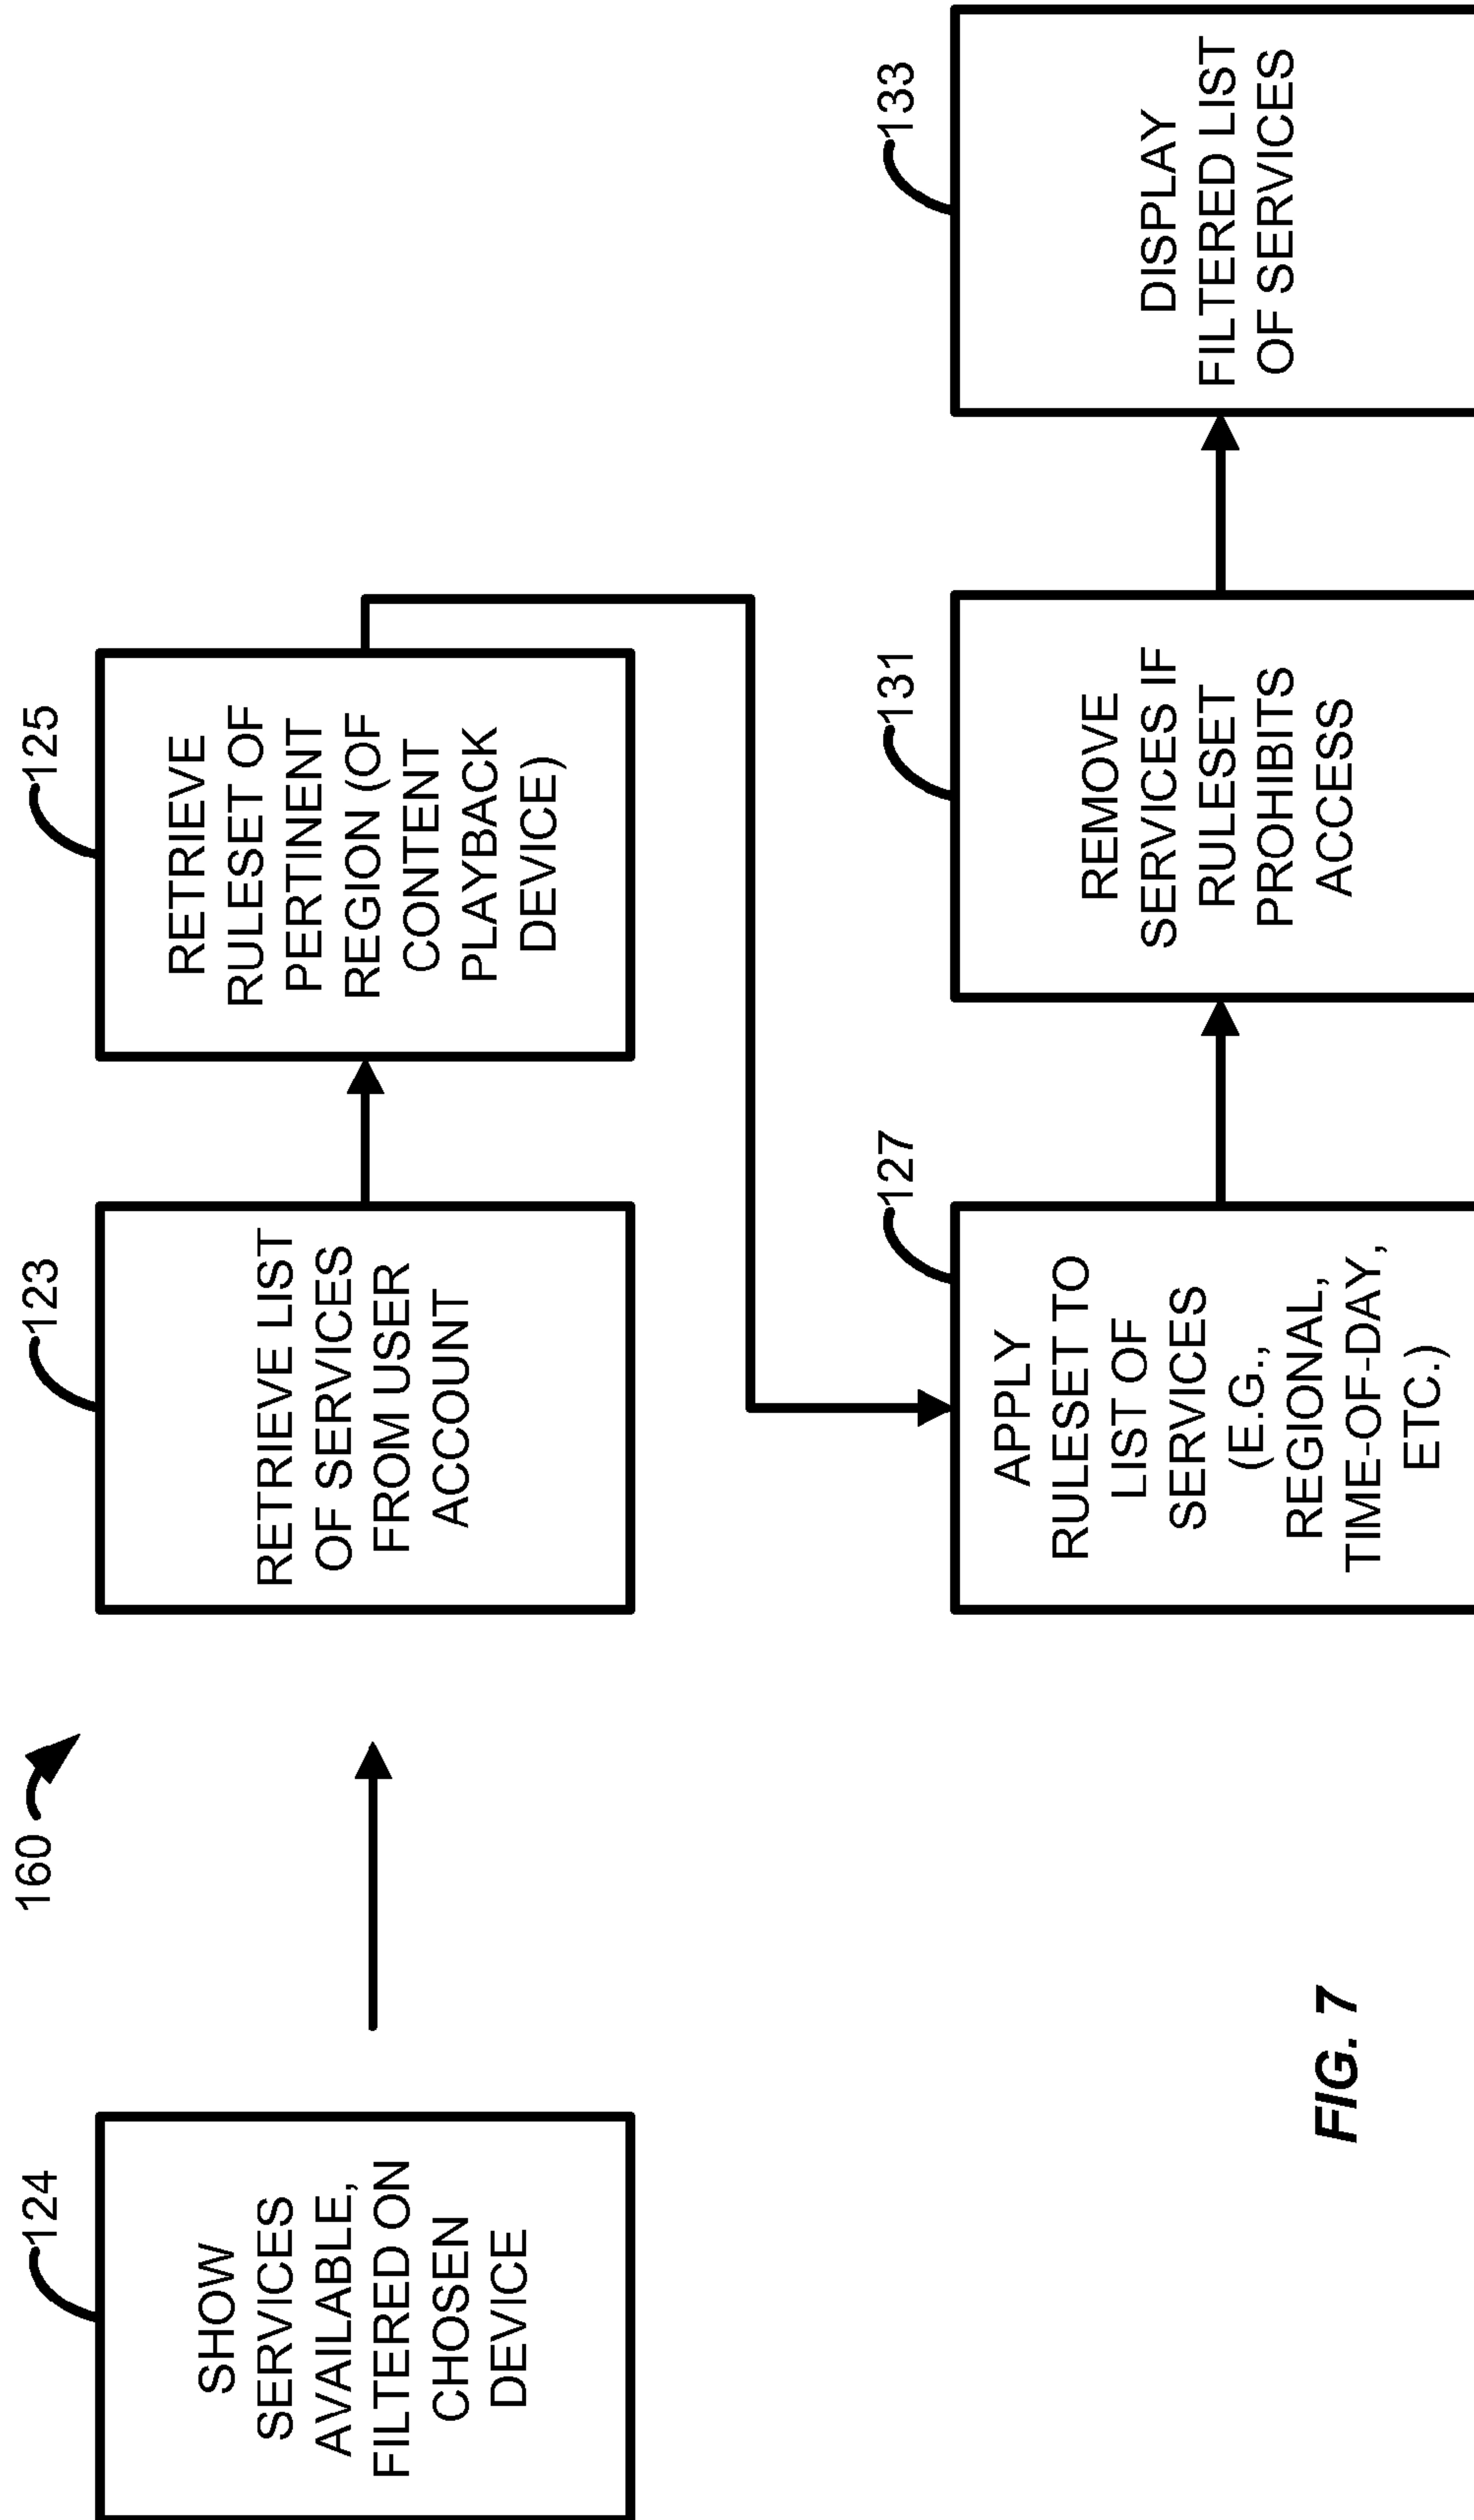 160
124
SHOW
SERVICES
AVAILABLE,
FILTERED ON
CHOSEN
DEVICE
123
RETRIEVE LIST
OF SERVICES
FROM USER
ACCOUNT
125
RETRIEVE
RULESET OF
PERTINENT
REGION (OF
CONTENT
PLAYBACK
DEVICE)
127
APPLY
RULESET TO
LIST OF
SERVICES
(E.G.,
REGIONAL,
TIME-OF-DAY,
ETC.)
131
REMOVE
SERVICES IF
RULESET
PROHIBITS
ACCESS
133
DISPLAY
FILTERED LIST
OF SERVICES
FIG. 7